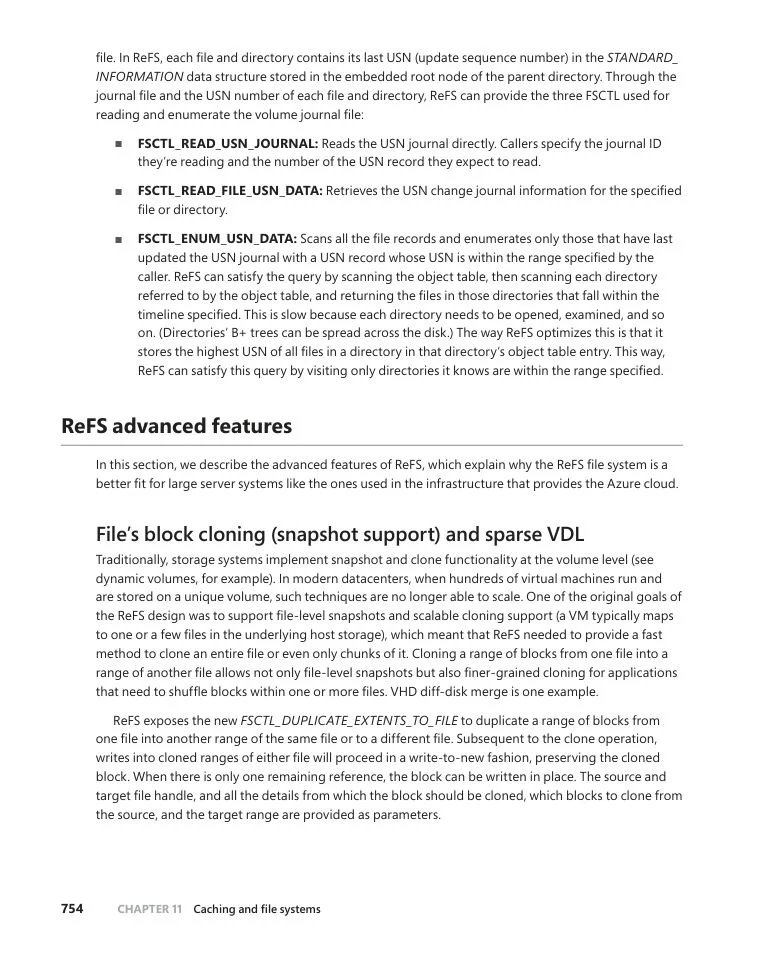 file. In ReFS, each file and directory contains its last USN (update sequence number) in the STANDARD_
INFORMATION data structure stored in the embedded root node of the parent directory. Through the
journal file and the USN number of each file and directory, ReFS can provide the three FSCTL used for
reading and enumerate the volume journal file:
■ FSCTL_READ_USN_JOURNAL: Reads the USN journal directly. Callers specify the journal ID
they're reading and the number of the USN record they expect to read.
■ FSCTL_READ_FILE_USN_DATA: Retrieves the USN change journal information for the specified
file or directory.
■ FSCTL_ENUM_USN_DATA: Scans all the file records and enumerates only those that have last
updated the USN journal with a USN record whose USN is within the range specified by the
caller. ReFS can satisfy the query by scanning the object table, then scanning each directory
referred to by the object table, and returning the files in those directories that fall within the
timeline specified. This is slow because each directory needs to be opened, examined, and so
on. (Directories' B+ trees can be spread across the disk.) The way ReFS optimizes this is that it
stores the highest USN of all files in a directory in that directory's object table entry. This way,
ReFS can satisfy this query by visiting only directories it knows are within the range specified.
ReFS advanced features
In this section, we describe the advanced features of ReFS, which explain why the ReFS file system is a
better fit for large server systems like the ones used in the infrastructure that provides the Azure cloud.
File's block cloning (snapshot support) and sparse VDL
Traditionally, storage systems implement snapshot and clone functionality at the volume level (see
dynamic volumes, for example). In modern datacenters, when hundreds of virtual machines run and
are stored on a unique volume, such techniques are no longer able to scale. One of the original goals of
the ReFS design was to support file-level snapshots and scalable cloning support (a VM typically maps
to one or a few files in the underlying host storage), which meant that ReFS needed to provide a fast
method to clone an entire file or even only chunks of it. Cloning a range of blocks from one file into a
range of another file allows not only file-level snapshots but also finer-grained cloning for applications
that need to shuffle blocks within one or more files. VHD diff-disk merge is one example.
ReFS exposes the new FSCTL_DUPLICATE_EXTENTS_TO_FILE to duplicate a range of blocks from
one file into another range of the same file or to a different file. Subsequent to the clone operation,
writes into cloned ranges of either file will proceed in a write-to-new fashion, preserving the cloned
block. When there is only one remaining reference, the block can be written in place. The source and
target file handle, and all the details from which the block should be cloned, which blocks to clone from
the source, and the target range are provided as parameters.
754 CHAPTER 11 Caching and file systems